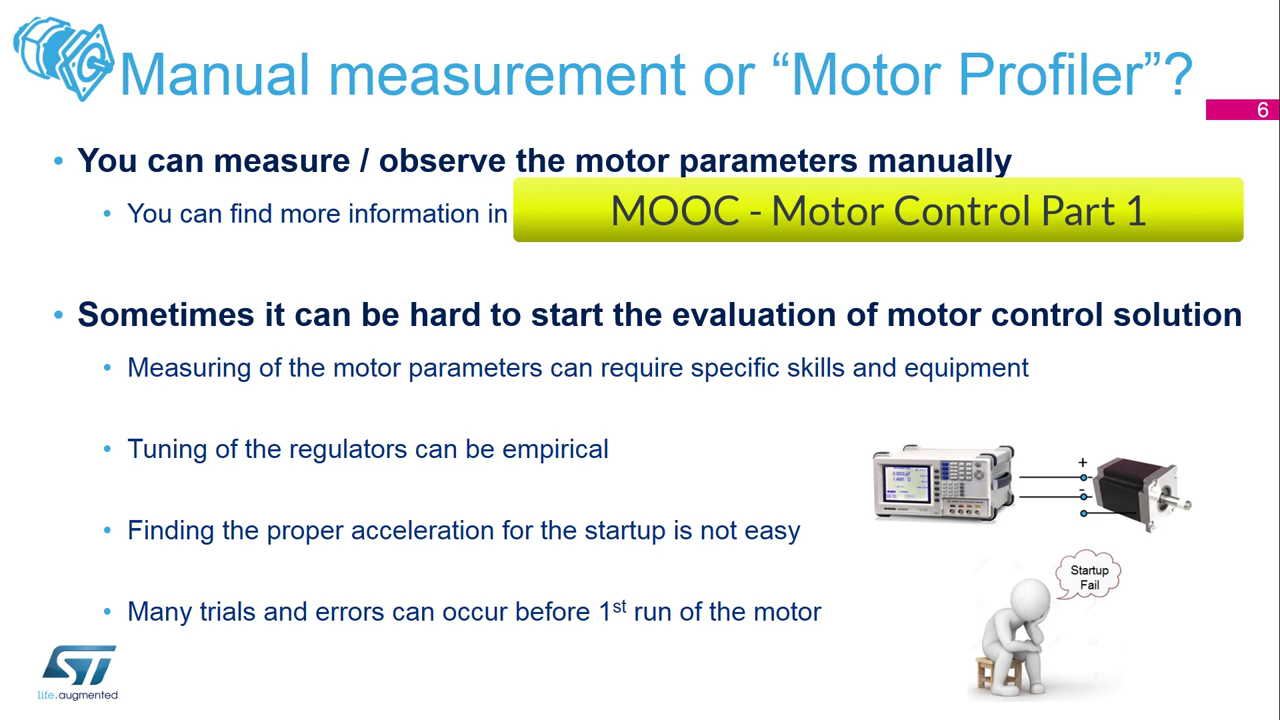 Manual measurement or “Motor Profiler”?
6
• You can measure / observe the motor parameters manually
• You can find more information in MOOC - Motor Control Part 1
• Sometimes it can be hard to start the evaluation of motor control solution
• Measuring of the motor parameters can require specific skills and equipment
• Tuning of the regulators can be empirical
• Finding the proper acceleration for the startup is not easy
• Many trials and errors can occur before 1st run of the motor
+
-
Startup
Fail
ST
life.augmented